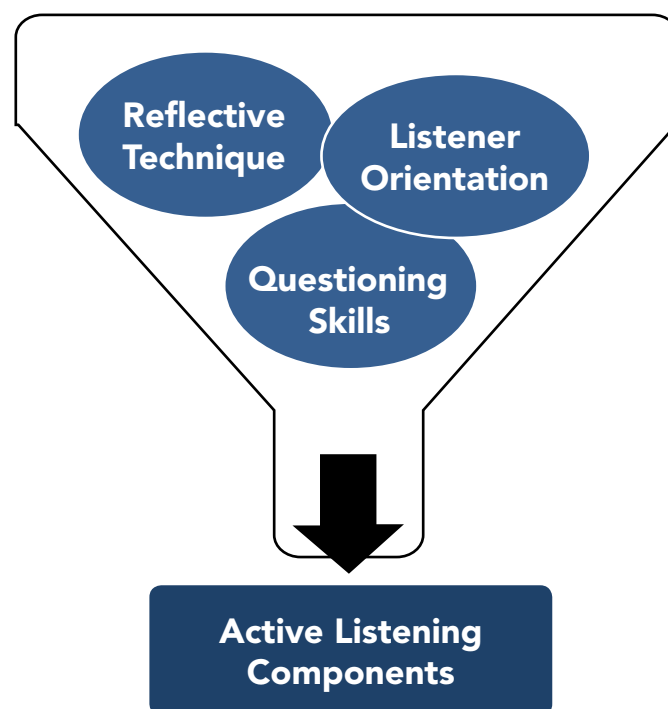 Reflective
Technique
Listener
Orientation
Questioning
Skills
Active Listening
Components